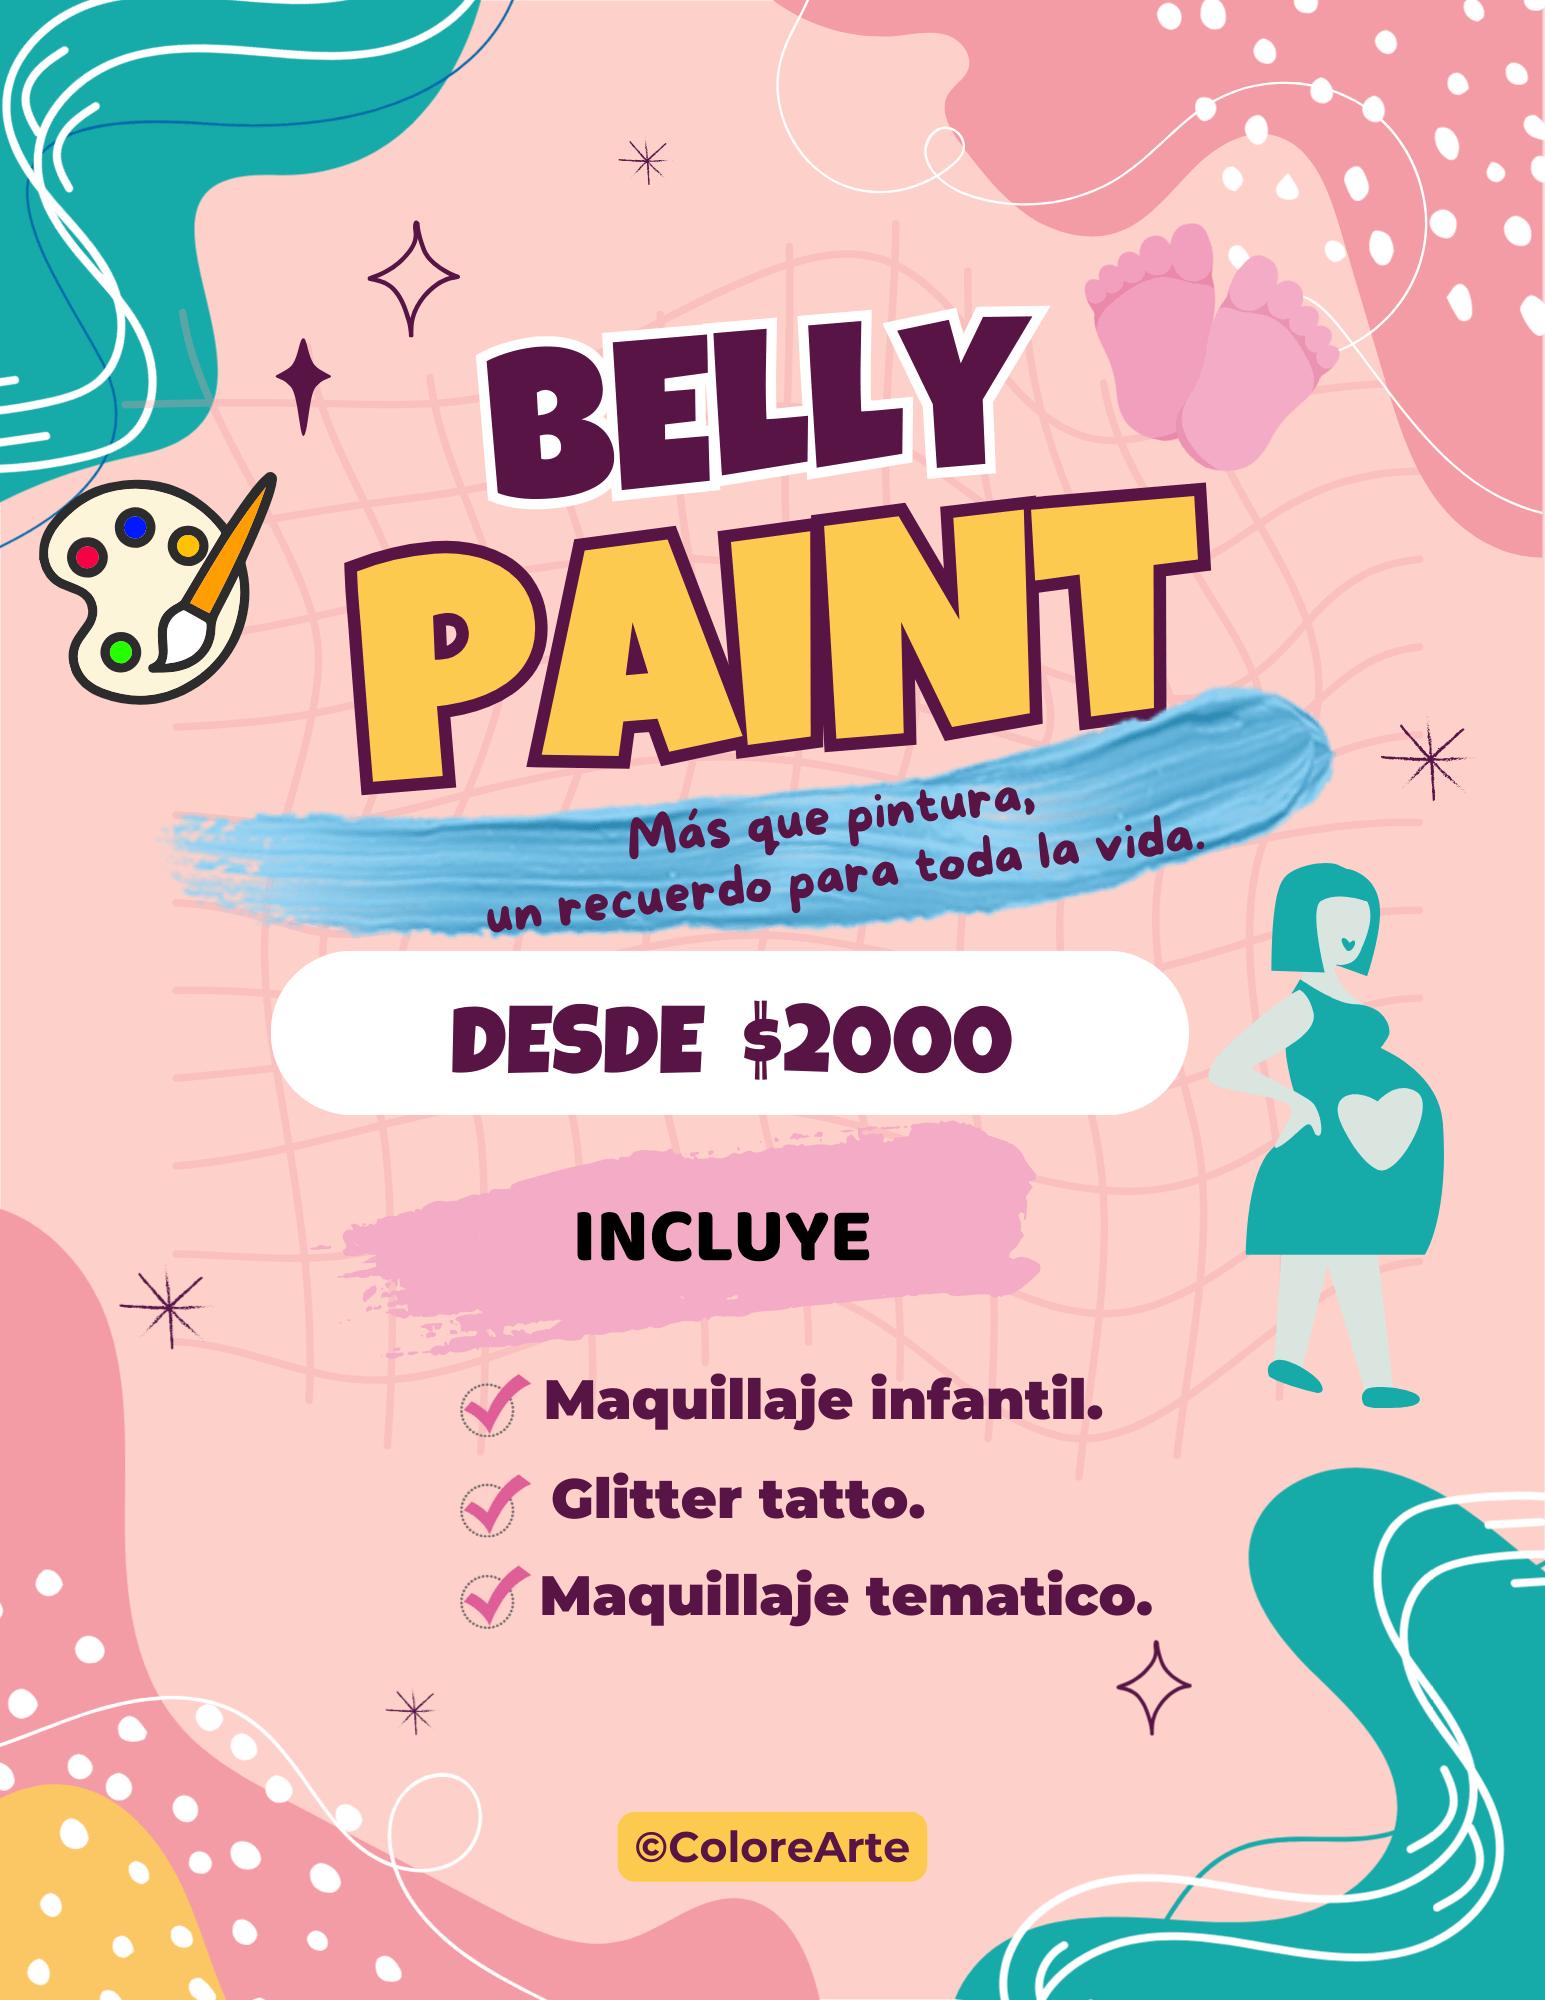 BELLY
PAINT
Más que pintura,
un recuerdo para toda la vida.
DESDE $2000
INCLUYE
Maquillaje infantil.
Glitter tatto.
Maquillaje tematico.
©ColoreArte